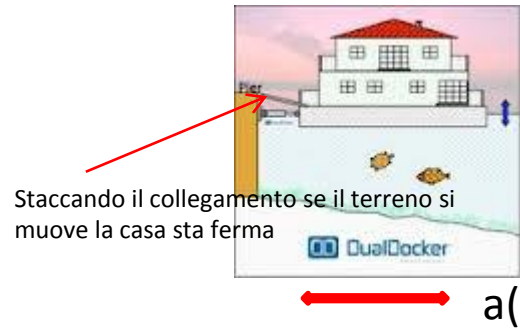 Pier
Staccando il collegamento se il terreno si
muove la casa sta ferma
DualDocker
a(